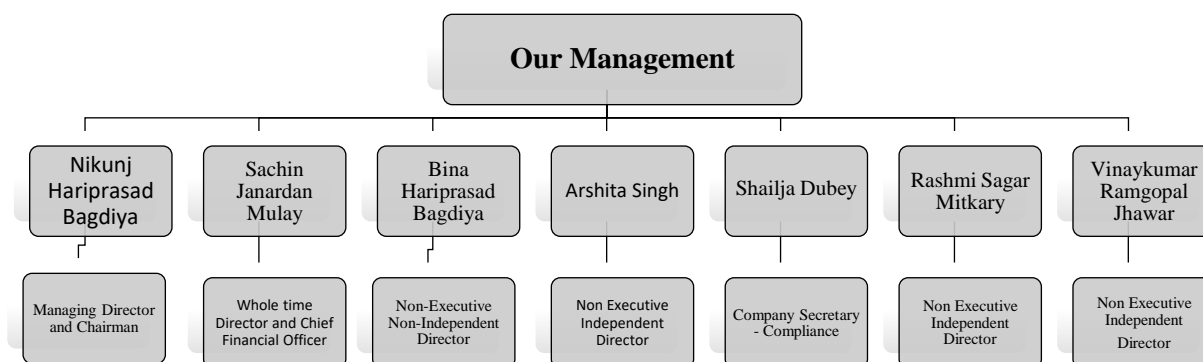 Our Management
Nikunj
Hariprasad
Bagdiya
Sachin
Janardan
Mulay
Bina
Hariprasad
Bagdiya
Arshita Singh
Shailja Dubey
Rashmi Sagar
Mitkary
Vinaykumar
Ramgopal
Jhawar
Managing Director
and Chairman
Whole time
Director and Chief
Financial Officer
Non-Executive
Non-Independent
Director
Non Executive
Independent
Director
Company Secretary
- Compliance
Non Executive
Independent
Director
Non Executive
Independent
Director